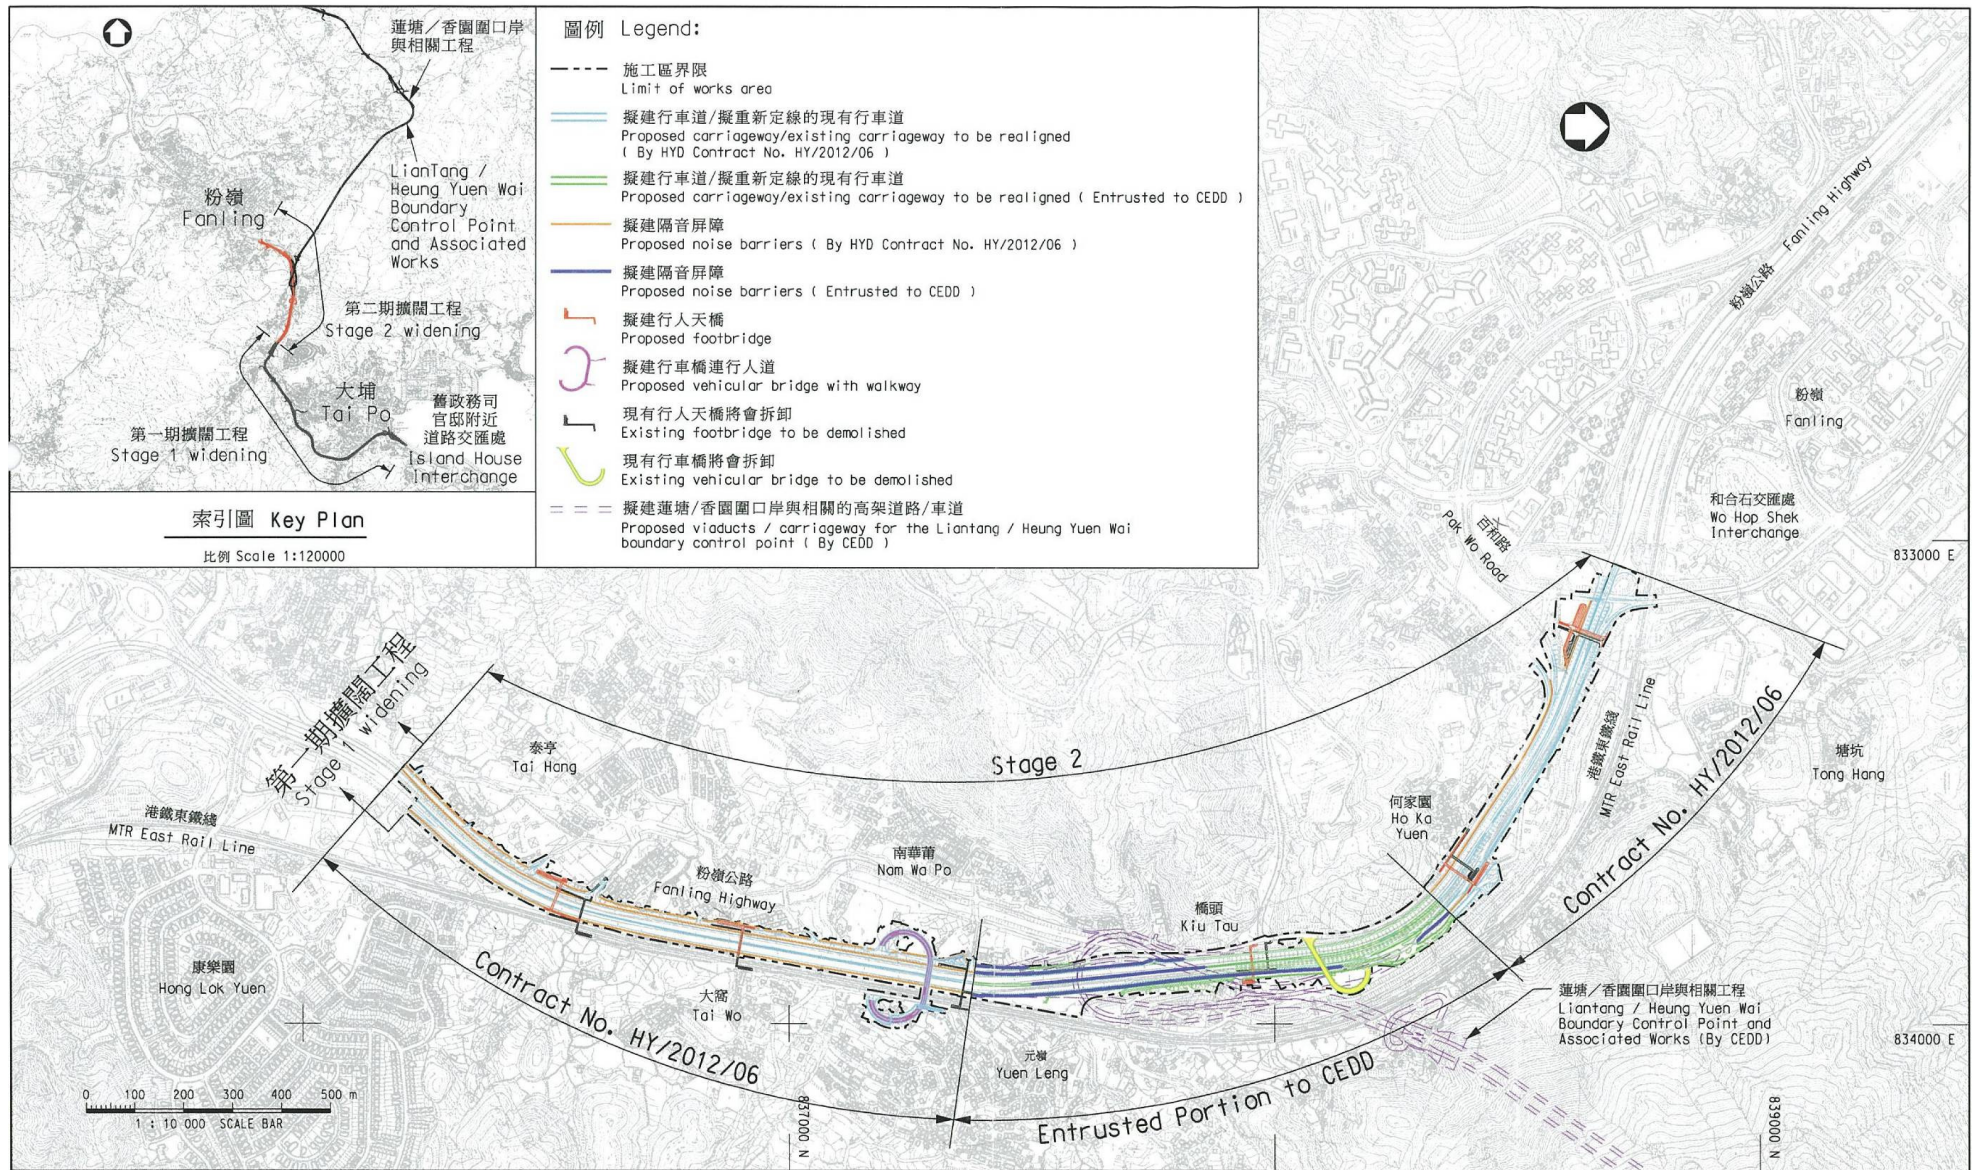 蓮塘／香園圍口岸
與相關工程
LianTang /
Heung Yuen Wai
Boundary
Control Point
and Associated
Works
粉嶺
Fanling
第二期擴闊工程
Stage 2 widening
大埔
Tai Po
舊政務司
官邸附近
道路交匯處
Island House
Interchange
第一期擴闊工程
Stage 1 widening
索引圖 Key Plan
比例 Scale 1:120000
圖例 Legend:
施工區界限
Limit of works area
擬建行車道/擬重新定線的現有行車道
Proposed carriageway/existing carriageway to be realigned
( By HYD Contract No. HY/2012/06 )
擬建行車道/擬重新定線的現有行車道
Proposed carriageway/existing carriageway to be realigned ( Entrusted to CEDD )
擬建隔音屏障
Proposed noise barriers ( By HYD Contract No. HY/2012/06 )
擬建隔音屏障
Proposed noise barriers ( Entrusted to CEDD )
擬建行人天橋
Proposed footbridge
擬建行車橋連行人道
Proposed vehicular bridge with walkway
現有行人天橋將會拆卸
Existing footbridge to be demolished
現有行車橋將會拆卸
Existing vehicular bridge to be demolished
擬建蓮塘/香園圍口岸與相關的高架道路/車道
Proposed viaducts / carriageway for the Liantang / Heung Yuen Wai
boundary control point ( By CEDD )
粉嶺公路 Fanling Highway
粉嶺
Fanling
和合石交匯處
Wo Hop Shek
Interchange
百和路
Pak Wo Road
833000 E
第一期擴闊工程
Stage 1 widening
泰亨
Tai Hang
Stage 2
港鐵東鐵綫
MTR East Rail Line
塘坑
Tong Hang
Contract No. HY/2012/06
何家園
Ho Ka
Yuen
港鐵東鐵綫
MTR East Rail Line
粉嶺公路
Fanling Highway
南華莆
Nam Wa Po
橋頭
Kiu Tau
康樂園
Hong Lok Yuen
Contract No. HY/2012/06
大窩
Tai Wo
元嶺
Yuen Leng
Entrusted Portion to CEDD
蓮塘／香園圍口岸與相關工程
Liantang / Heung Yuen Wai
Boundary Control Point and
Associated Works (By CEDD)
834000 E
0 100 200 300 400 500 m
1 : 10 000 SCALE BAR
837000 N
839000 N